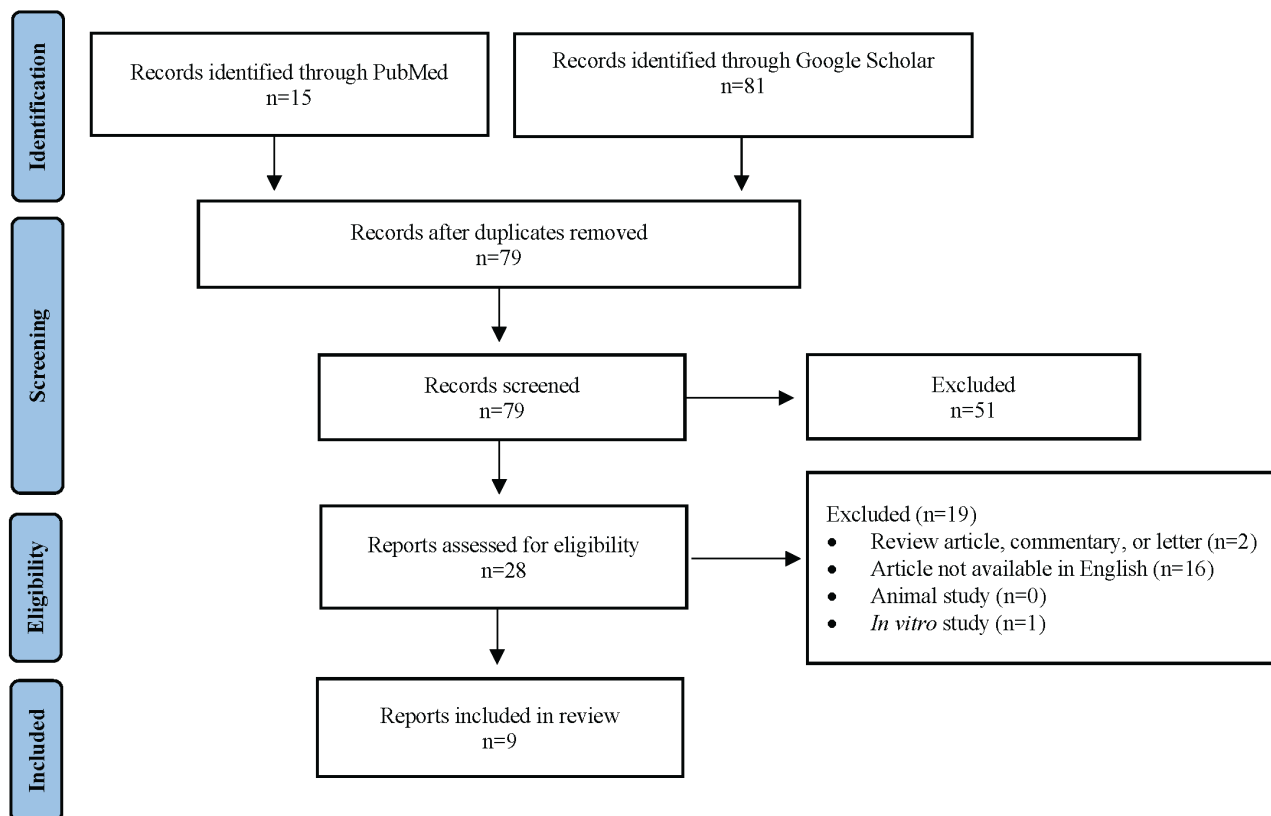 Identification
Records identified through PubMed
n=15
Records identified through Google Scholar
n=81
Screening
Records after duplicates removed
n=79
Records screened
n=79
Excluded
n=51
Eligibility
Reports assessed for eligibility
n=28
Excluded (n=19)
• Review article, commentary, or letter (n=2)
• Article not available in English (n=16)
• Animal study (n=0)
• In vitro study (n=1)
Included
Reports included in review
n=9